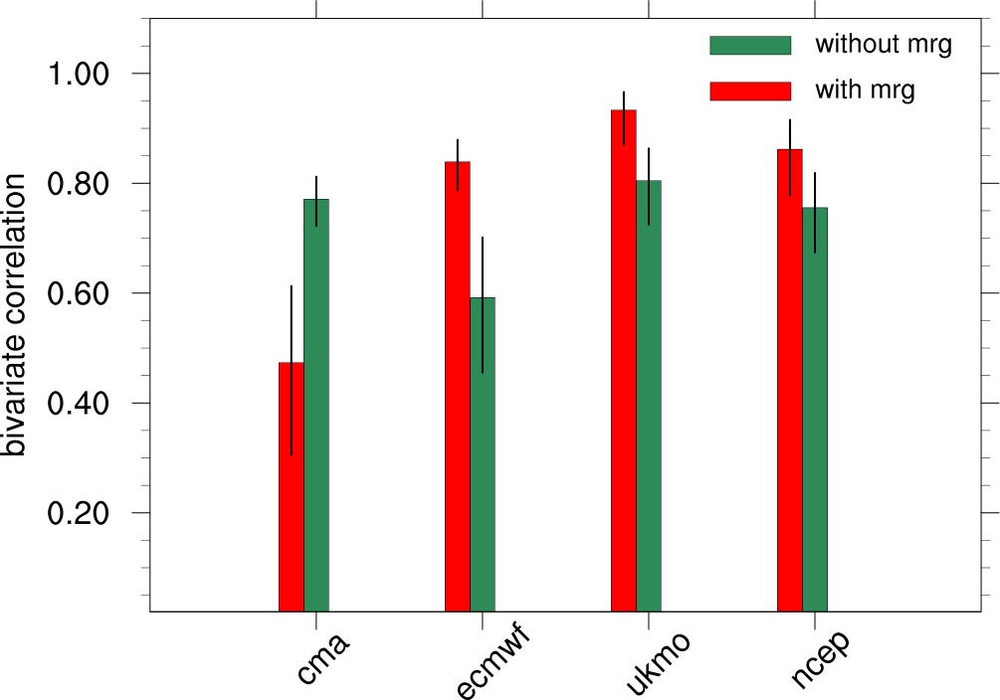 without mrg
with mrg
1.00
0.80
0.60
0.40
0.20
bivariate correlation
cma
ecmwf
ukmo
ncep